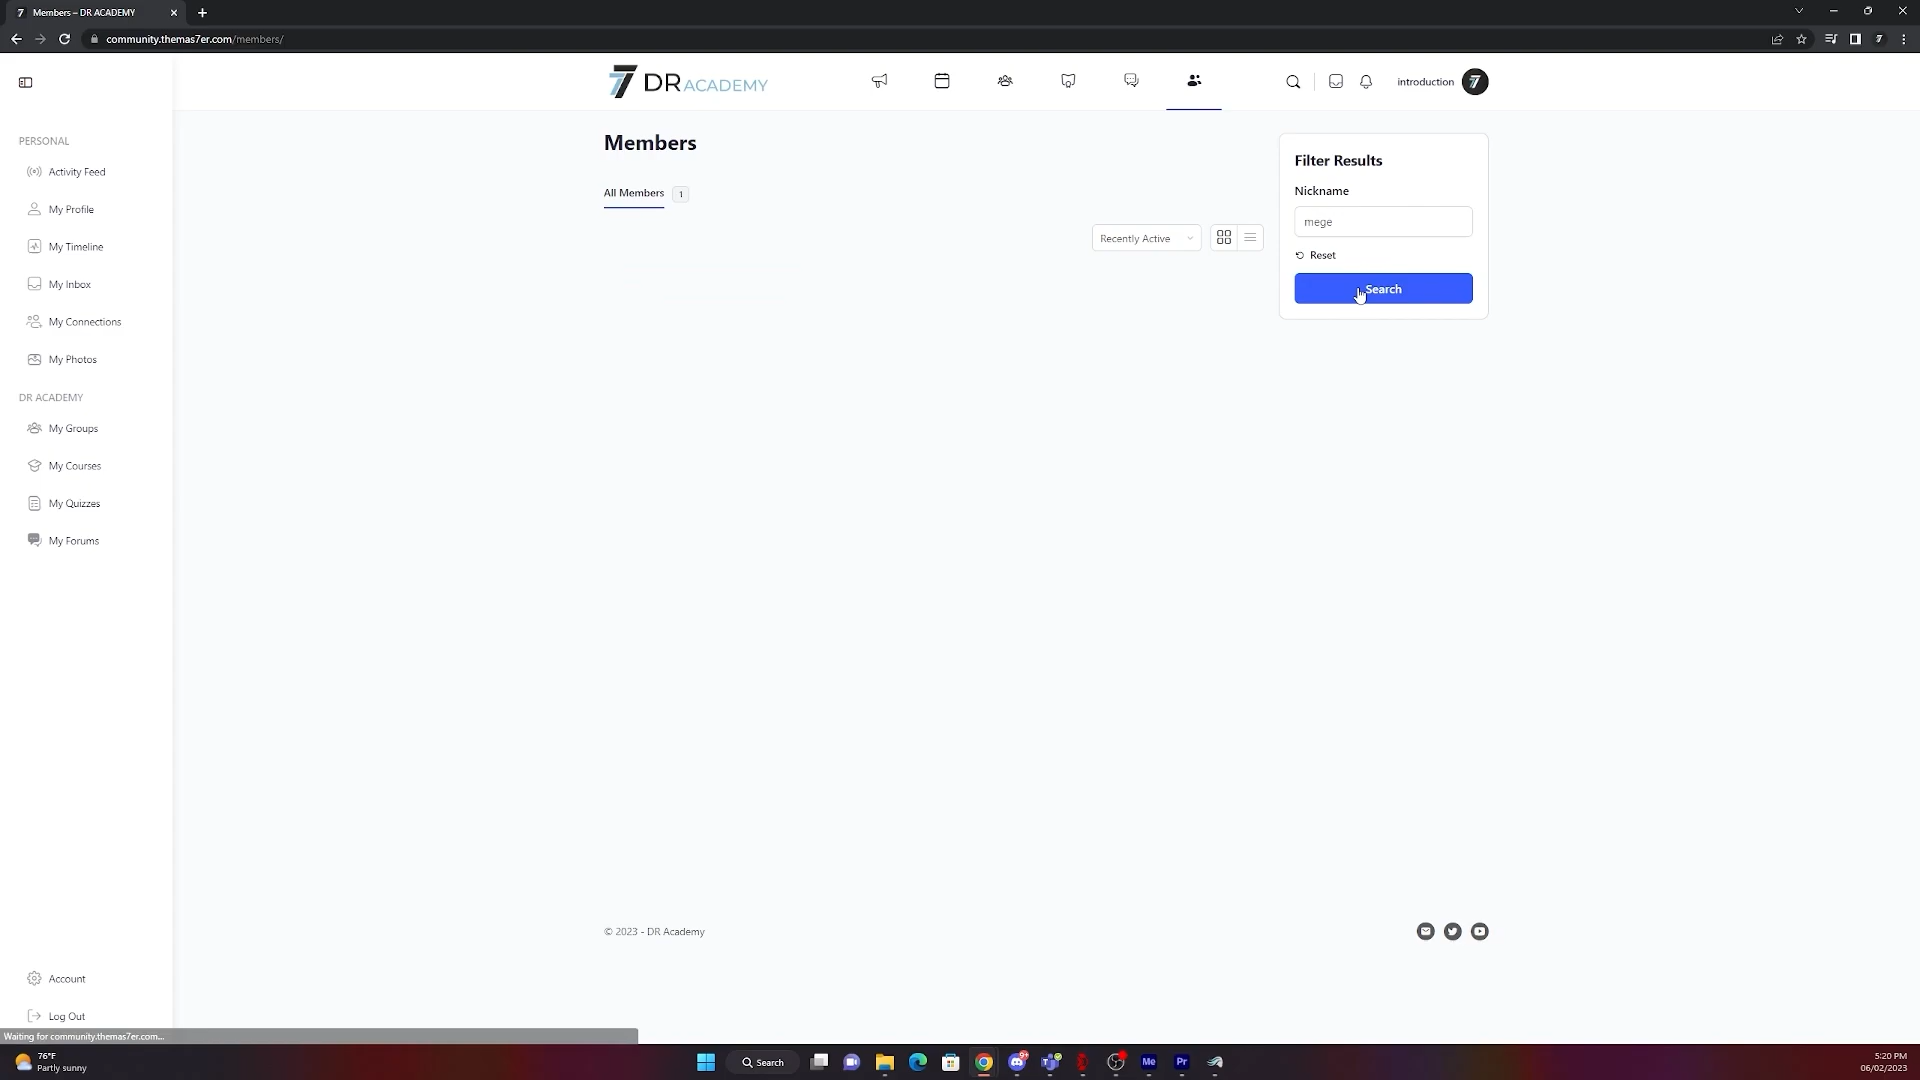 Members – DR ACADEMY
community.themas7er.com/members/
7 DR ACADEMY
introduction
PERSONAL
Activity Feed
My Profile
My Timeline
My Inbox
My Connections
My Photos
DR ACADEMY
My Groups
My Courses
My Quizzes
My Forums
Account
Log Out
Members
All Members 1
Recently Active
Filter Results
Nickname
mege
Reset
Search
© 2023 - DR Academy
Waiting for community.themas7er.com...
76°F
Partly sunny
Search
Me
Pr
5:20 PM
06/02/2023